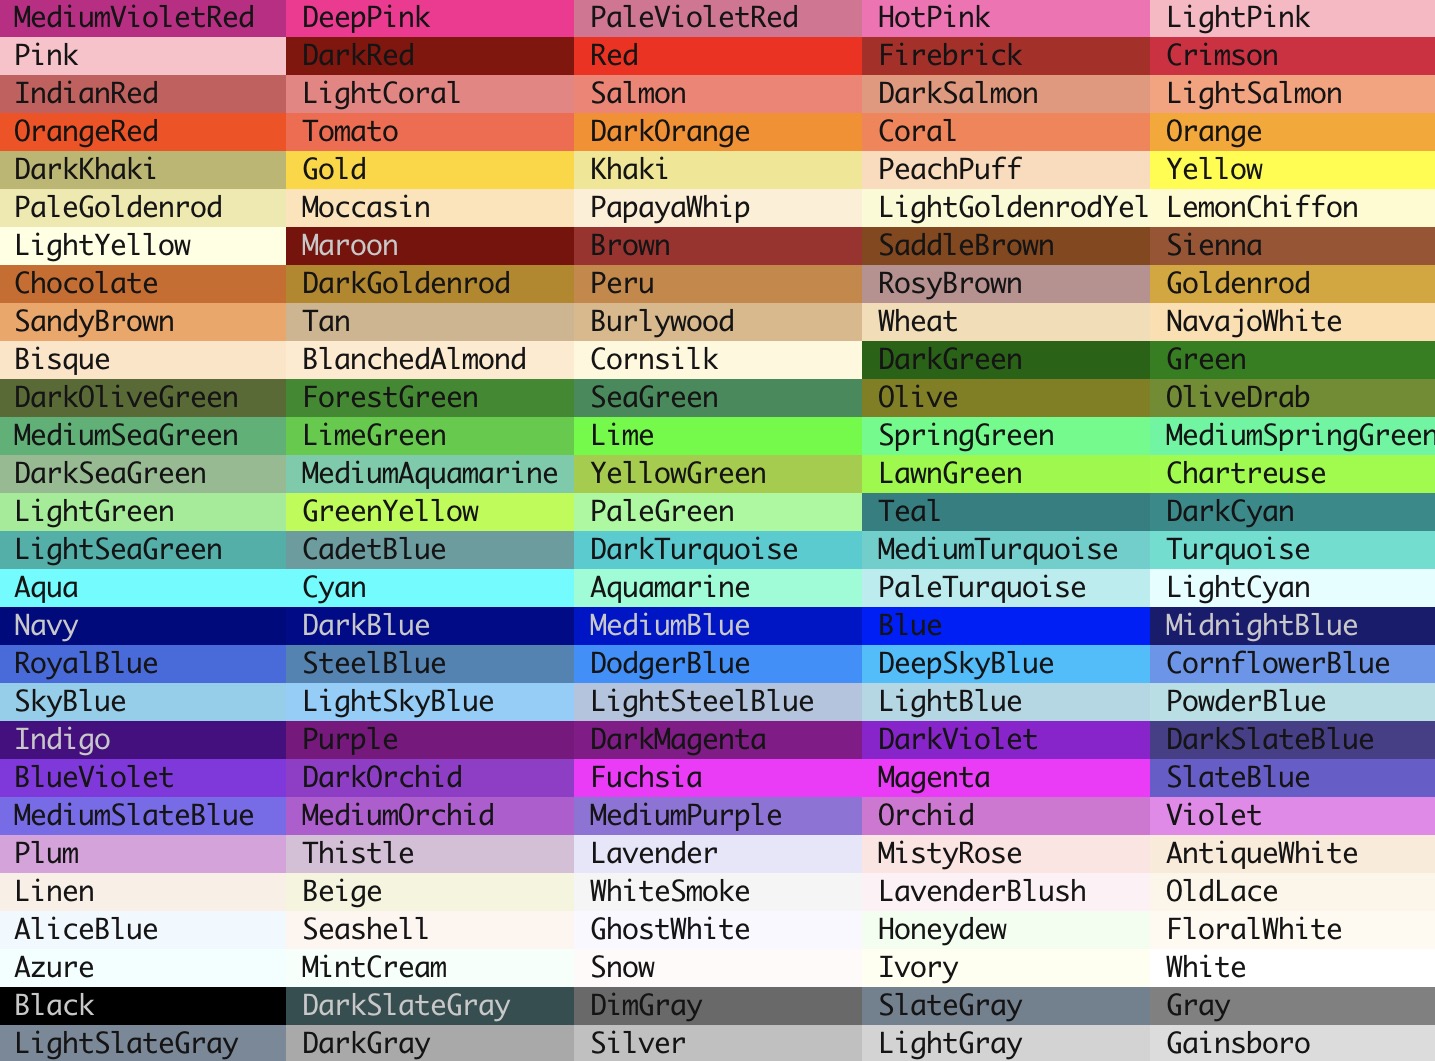 MediumVioletRed DeepPink PaleVioletRed HotPink LightPink
Pink DarkRed Red Firebrick Crimson
IndianRed LightCoral Salmon DarkSalmon LightSalmon
OrangeRed Tomato DarkOrange Coral Orange
DarkKhaki Gold Khaki PeachPuff Yellow
PaleGoldenrod Moccasin PapayaWhip LightGoldenrodYel LemonChiffon
LightYellow Maroon Brown SaddleBrown Sienna
Chocolate DarkGoldenrod Peru RosyBrown Goldenrod
SandyBrown Tan Burlywood Wheat NavajoWhite
Bisque BlanchedAlmond Cornsilk DarkGreen Green
DarkOliveGreen ForestGreen SeaGreen Olive OliveDrab
MediumSeaGreen LimeGreen Lime SpringGreen MediumSpringGreen
DarkSeaGreen MediumAquamarine YellowGreen LawnGreen Chartreuse
LightGreen GreenYellow PaleGreen Teal DarkCyan
LightSeaGreen CadetBlue DarkTurquoise MediumTurquoise Turquoise
Aqua Cyan Aquamarine PaleTurquoise LightCyan
Navy DarkBlue MediumBlue Blue MidnightBlue
RoyalBlue SteelBlue DodgerBlue DeepSkyBlue CornflowerBlue
SkyBlue LightSkyBlue LightSteelBlue LightBlue PowderBlue
Indigo Purple DarkMagenta DarkViolet DarkSlateBlue
BlueViolet DarkOrchid Fuchsia Magenta SlateBlue
MediumSlateBlue MediumOrchid MediumPurple Orchid Violet
Plum Thistle Lavender MistyRose AntiqueWhite
Linen Beige WhiteSmoke LavenderBlush OldLace
AliceBlue Seashell GhostWhite Honeydew FloralWhite
Azure MintCream Snow Ivory White
Black DarkSlateGray DimGray SlateGray Gray
LightSlateGray DarkGray Silver LightGray Gainsboro